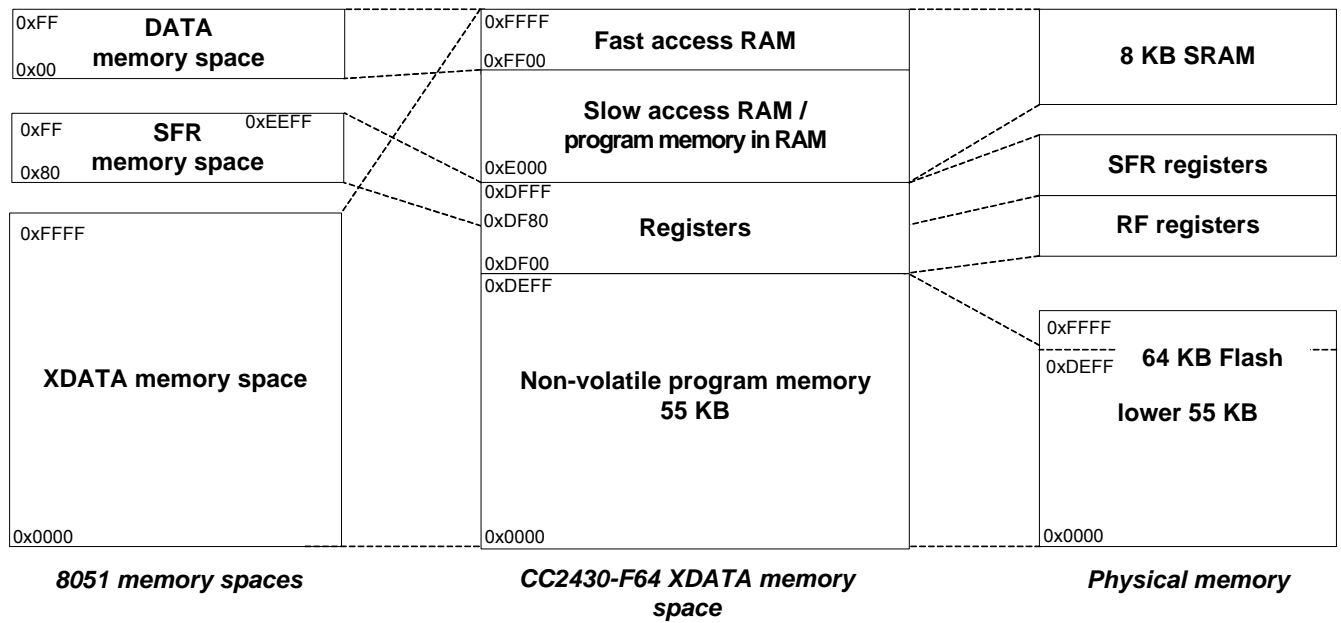 0xFF
DATA
memory space
0x00
0xFF
SFR
0xEEFF
memory space
0x80
0xFFFF
XDATA memory space
0x0000
8051 memory spaces
0xFFFF
Fast access RAM
0xFF00
Slow access RAM /
program memory in RAM
0xE000
0xDFFF
0xDF80
Registers
0xDF00
0xDEFF
Non-volatile program memory
55 KB
0x0000
CC2430-F64 XDATA memory
space
8 KB SRAM
SFR registers
RF registers
0xFFFF
0xDEFF
64 KB Flash
lower 55 KB
0x0000
Physical memory